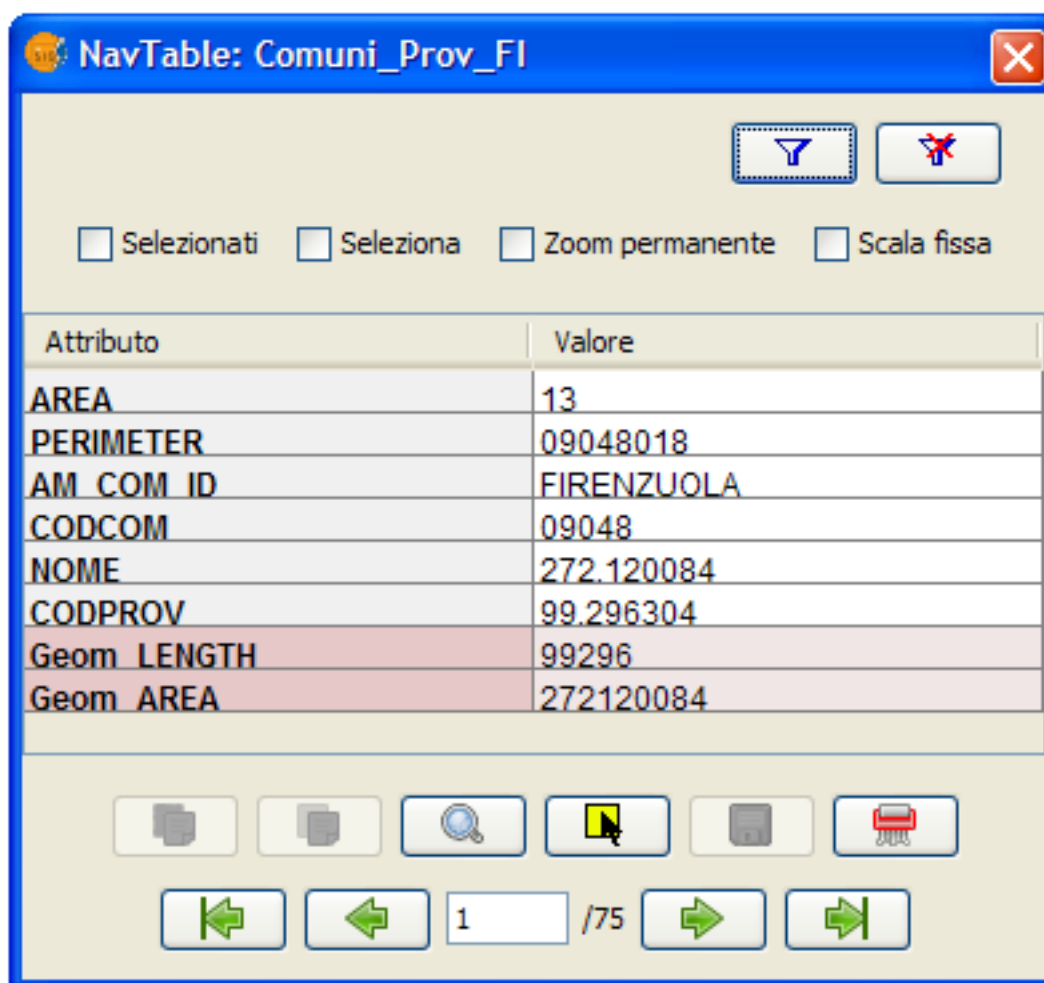 NavTable: Comuni_Prov_FI
Selezionati Seleziona Zoom permanente Scala fissa
Attributo Valore
AREA 13
PERIMETER 09048018
AM_COM_ID FIRENZUOLA
CODCOM 09048
NOME 272.120084
CODPROV 99.296304
Geom_LENGTH 99296
Geom_AREA 272120084
1 /75